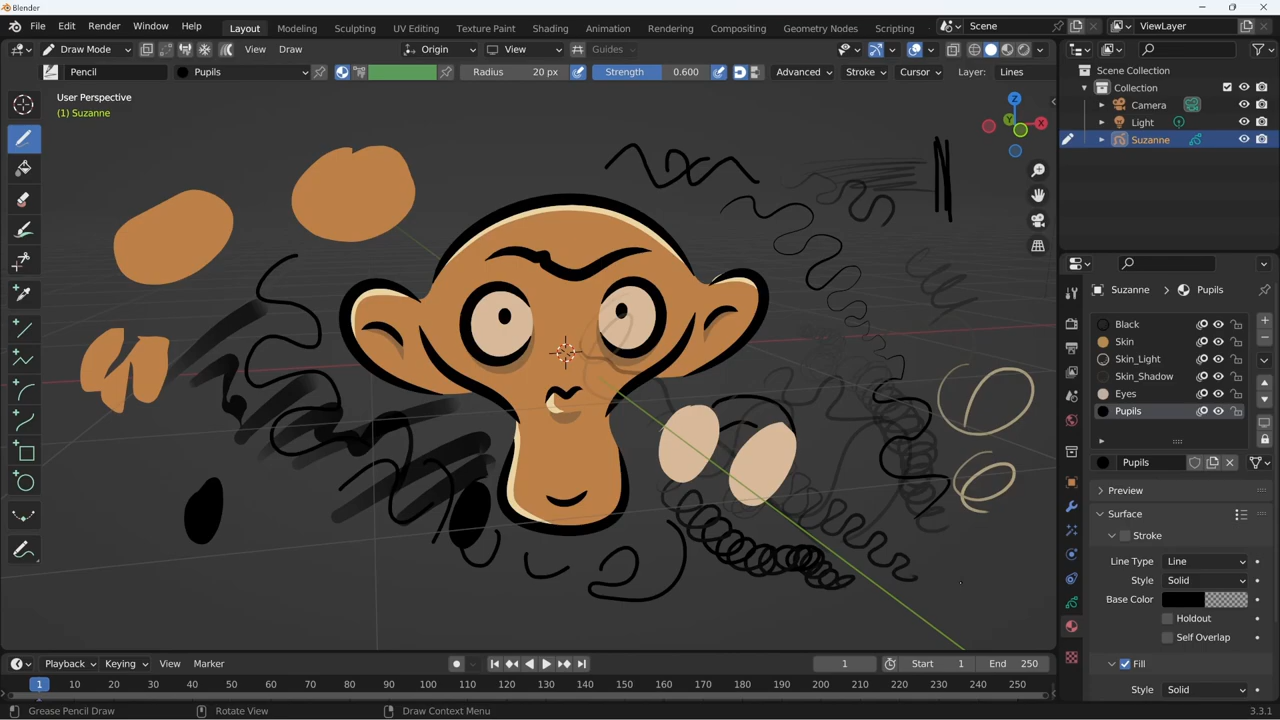 Blender
File Edit Render Window Help Layout Modeling Sculpting UV Editing Texture Paint Shading Animation Rendering Compositing Geometry Nodes Scripting Scene ViewLayer
Draw Mode View Draw Origin View Guides
Pencil Pupils Radius 20 px Strength 0.600 Advanced Stroke Cursor Layer: Lines
User Perspective
(1) Suzanne
Z
Y
X
Scene Collection
Collection
Camera
Light
Suzanne
Suzanne Pupils
Black
Skin
Skin_Light
Skin_Shadow
Eyes
Pupils
Pupils
Preview
Surface
Stroke
Line Type Line
Style Solid
Base Color
Holdout
Self Overlap
Fill
Style Solid
Playback Keying View Marker 1 Start 1 End 250
1 10 20 30 40 50 60 70 80 90 100 110 120 130 140 150 160 170 180 190 200 210 220 230 240 250
Grease Pencil Draw Rotate View Draw Context Menu 3.3.1